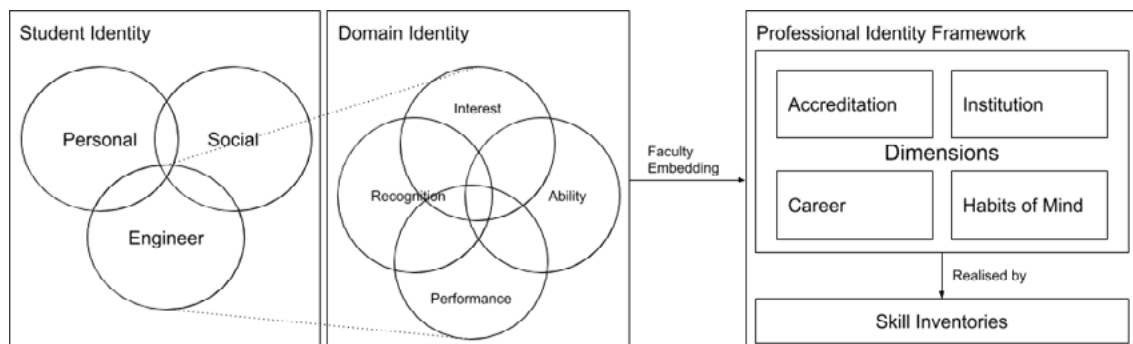 Student Identity
Personal
Social
Engineer
Domain Identity
Interest
Recognition
Ability
Performance
Faculty
Embedding
Professional Identity Framework
Accreditation
Institution
Dimensions
Career
Habits of Mind
Realised by
Skill Inventories